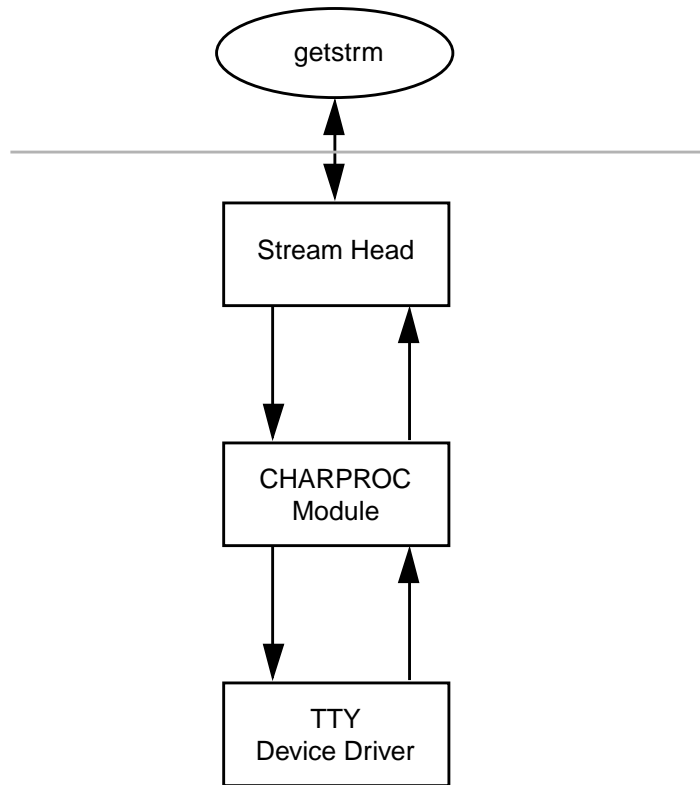 getstrm
Stream Head
CHARPROC
Module
TTY
Device Driver